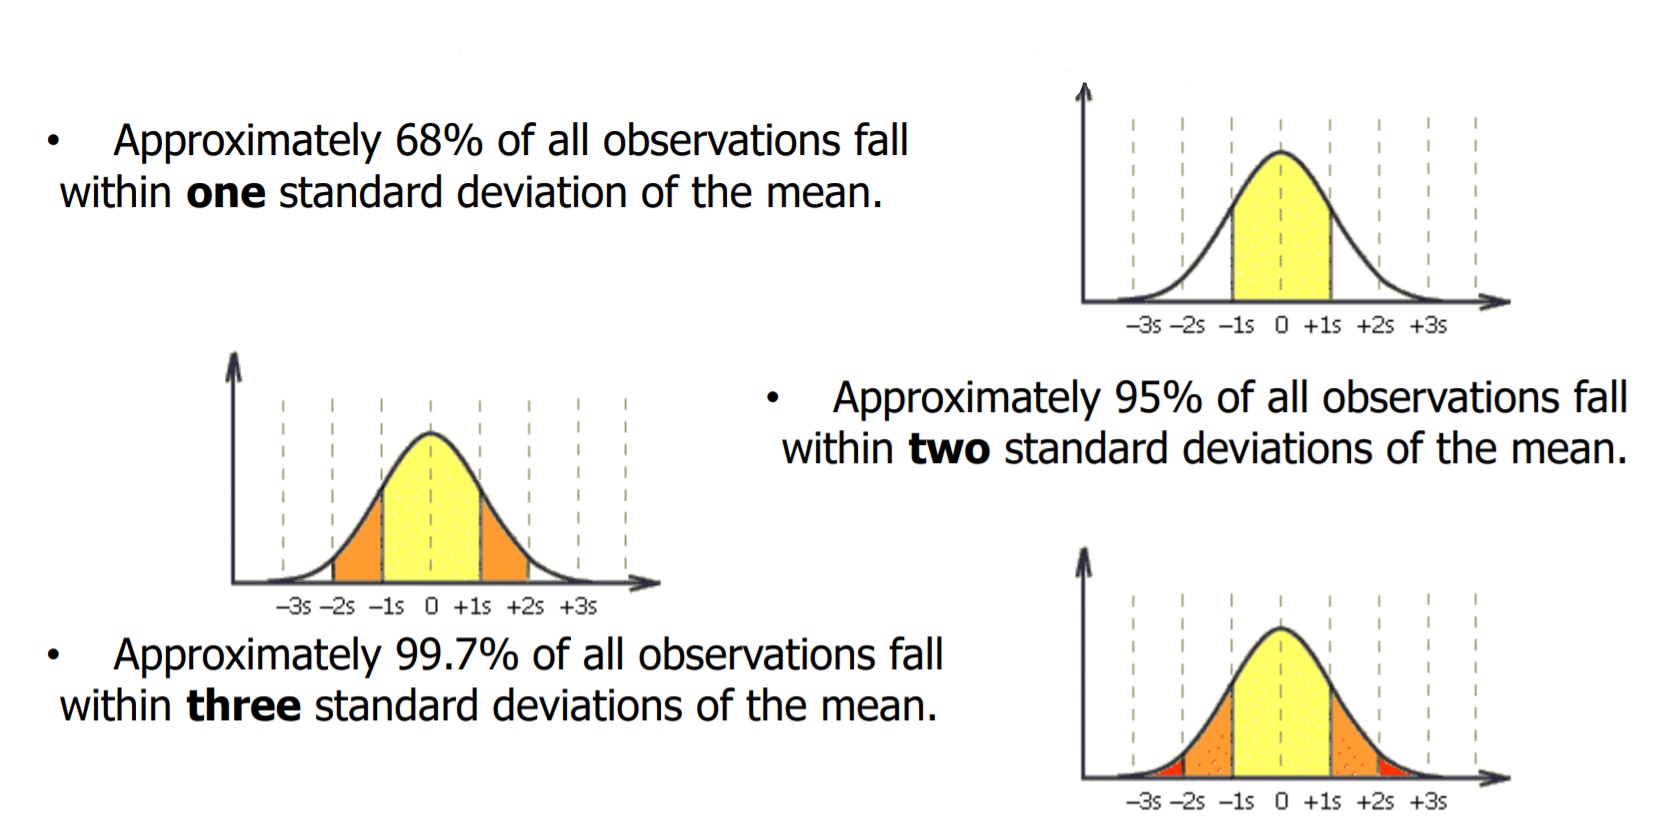 • Approximately 68% of all observations fall
within one standard deviation of the mean.
–3s –2s –1s 0 +1s +2s +3s
• Approximately 95% of all observations fall
within two standard deviations of the mean.
–3s –2s –1s 0 +1s +2s +3s
• Approximately 99.7% of all observations fall
within three standard deviations of the mean.
–3s –2s –1s 0 +1s +2s +3s